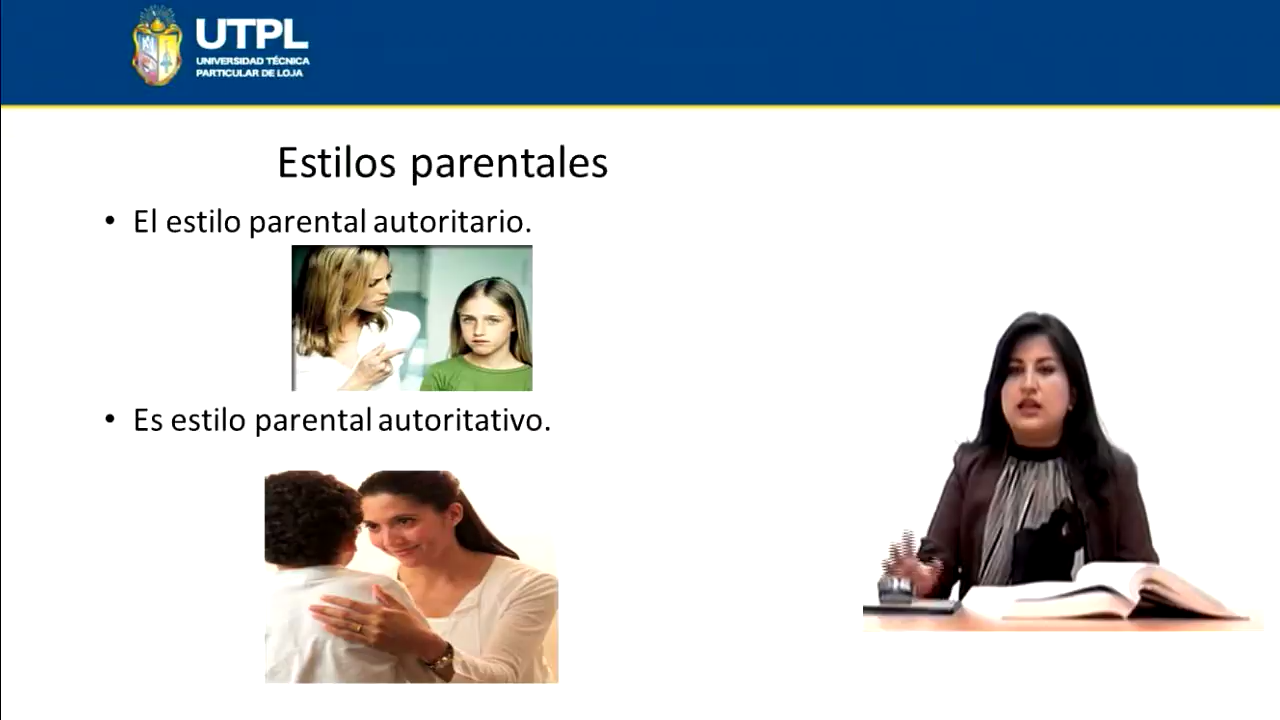 UTPL
UNIVERSIDAD TÉCNICA
PARTICULAR DE LOJA
Estilos parentales
• El estilo parental autoritario.
• Es estilo parental autoritativo.